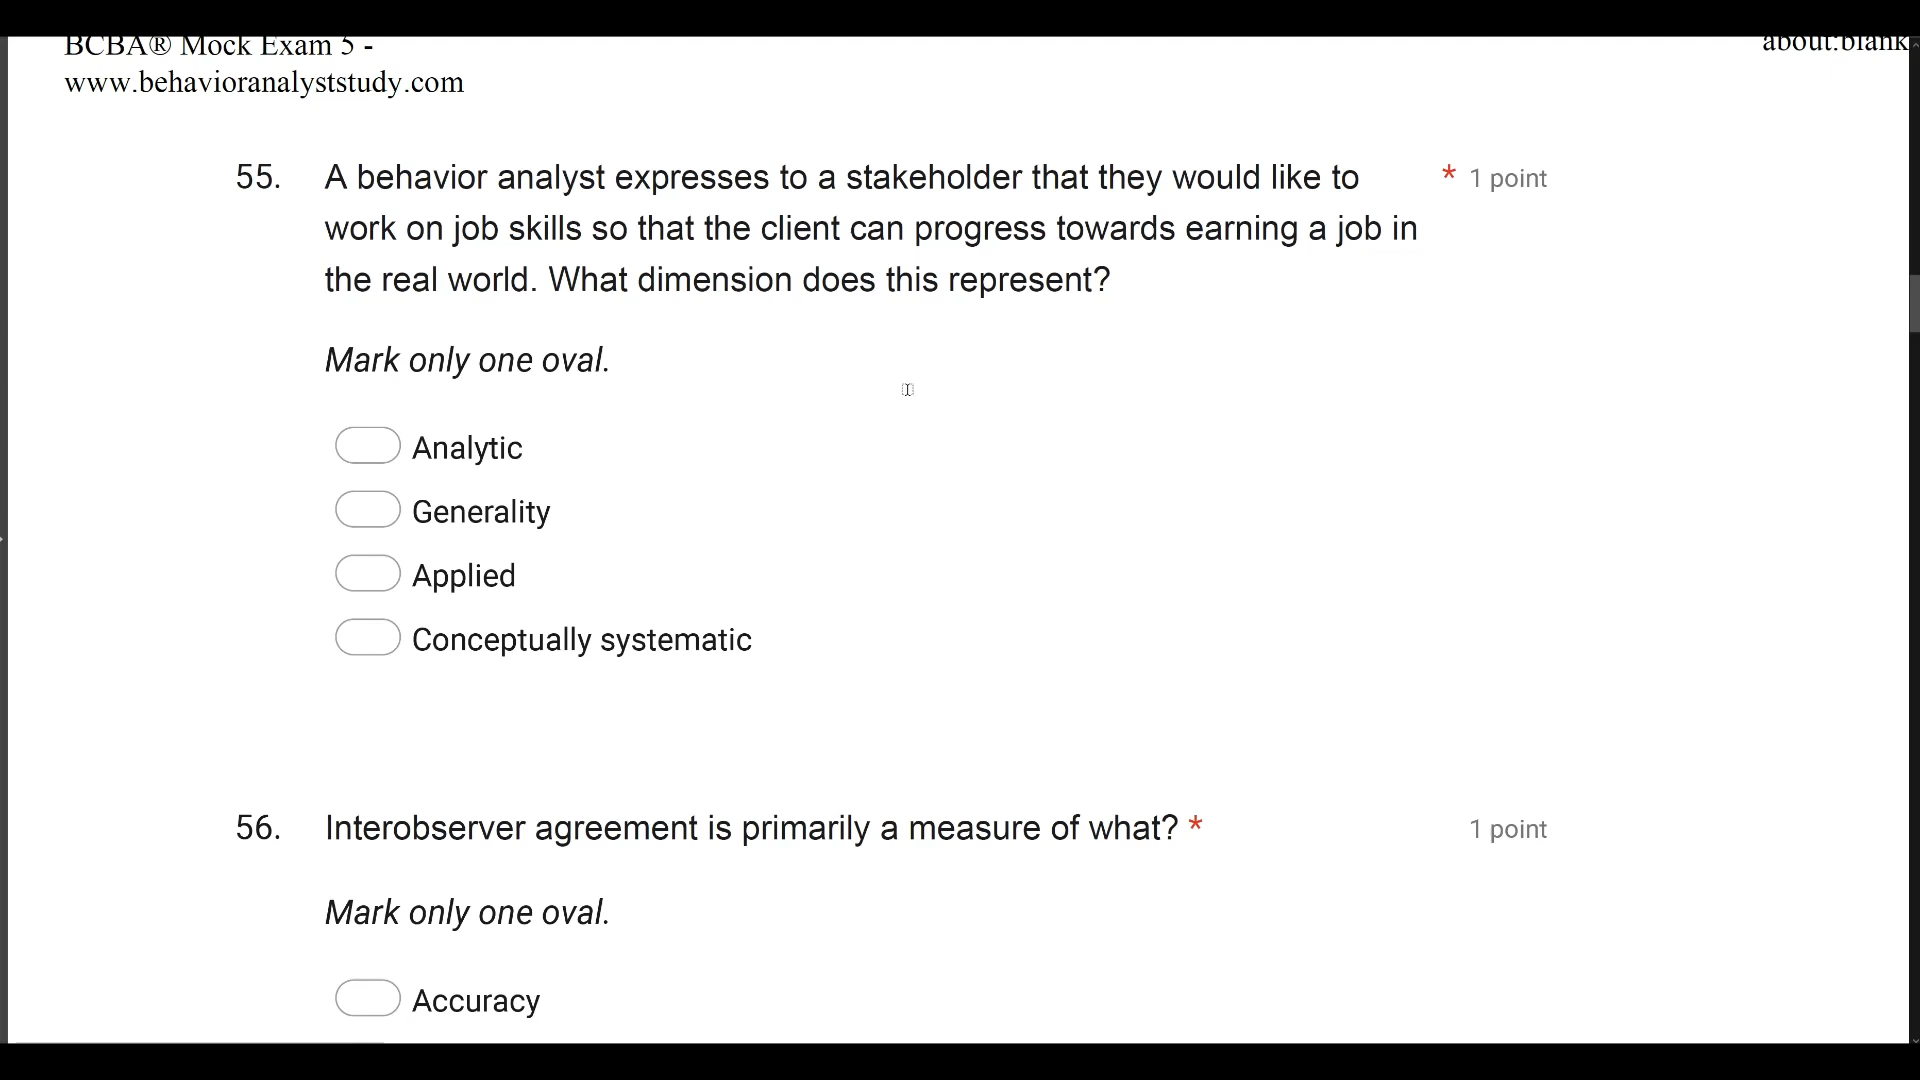 BCBA® Mock Exam 5 -
about:blank
www.behavioranalyststudy.com
55. A behavior analyst expresses to a stakeholder that they would like to * 1 point
work on job skills so that the client can progress towards earning a job in
the real world. What dimension does this represent?
Mark only one oval.
Analytic
Generality
Applied
Conceptually systematic
56. Interobserver agreement is primarily a measure of what? * 1 point
Mark only one oval.
Accuracy